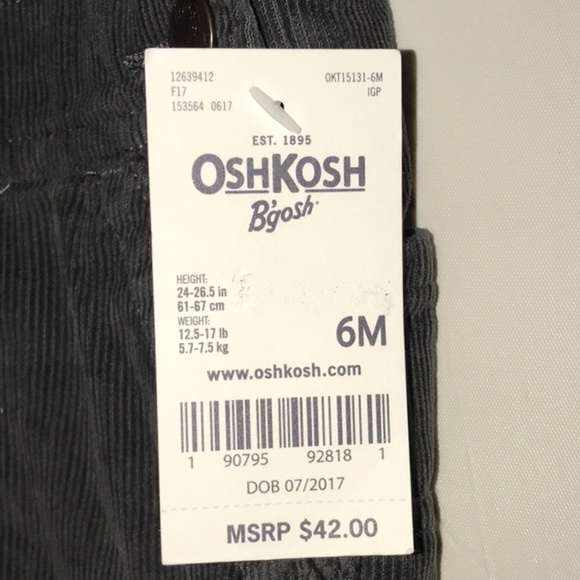 12639412
OKT15131-6M
F17
IGP
153564 0617
EST. 1895
OSHKOSH
B'gosh
HEIGHT:
24-26.5 in
61-67 cm
WEIGHT:
12.5-17 lb
5.7-7.5 kg
6M
www.oshkosh.com
1 90795 92818 1
DOB 07/2017
MSRP $42.00